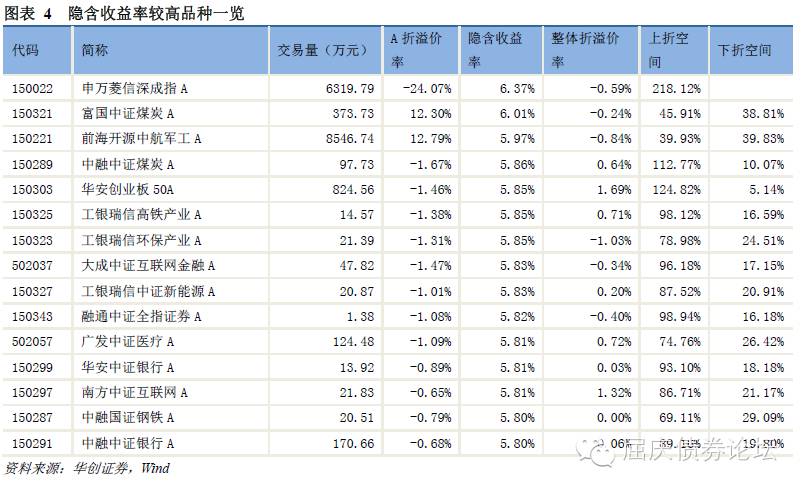 图表 4 隐含收益率较高品种一览
代码 简称 交易量（万元） A 折溢价率 隐含收益率 整体折溢价率 上折空间 下折空间
150022 申万菱信深成指 A 6319.79 -24.07% 6.37% -0.59% 218.12%
150321 富国中证煤炭 A 373.73 12.30% 6.01% -0.24% 45.91% 38.81%
150221 前海开源中航军工 A 8546.74 12.79% 5.97% -0.84% 39.93% 39.83%
150289 中融中证煤炭 A 97.73 -1.67% 5.86% 0.64% 112.77% 10.07%
150303 华安创业板 50A 824.56 -1.46% 5.85% 1.69% 124.82% 5.14%
150325 工银瑞信高铁产业 A 14.57 -1.38% 5.85% 0.71% 98.12% 16.59%
150323 工银瑞信环保产业 A 21.39 -1.31% 5.85% -1.03% 78.98% 24.51%
502037 大成中证互联网金融 A 47.82 -1.47% 5.83% -0.34% 96.18% 17.15%
150327 工银瑞信中证新能源 A 20.87 -1.01% 5.83% 0.20% 87.52% 20.91%
150343 融通中证全指证券 A 1.38 -1.08% 5.82% -0.40% 98.94% 16.18%
502057 广发中证医疗 A 124.48 -1.09% 5.81% 0.72% 74.76% 26.42%
150299 华安中证银行 A 13.92 -0.89% 5.81% 0.03% 93.10% 18.18%
150297 南方中证互联网 A 21.83 -0.65% 5.81% 1.32% 86.71% 21.17%
150287 中融国证钢铁 A 20.51 -0.79% 5.80% 0.00% 69.11% 29.09%
150291 中融中证银行 A 170.66 -0.68% 5.80% 19.80%
屈庆债券论坛
资料来源：华创证券，Wind